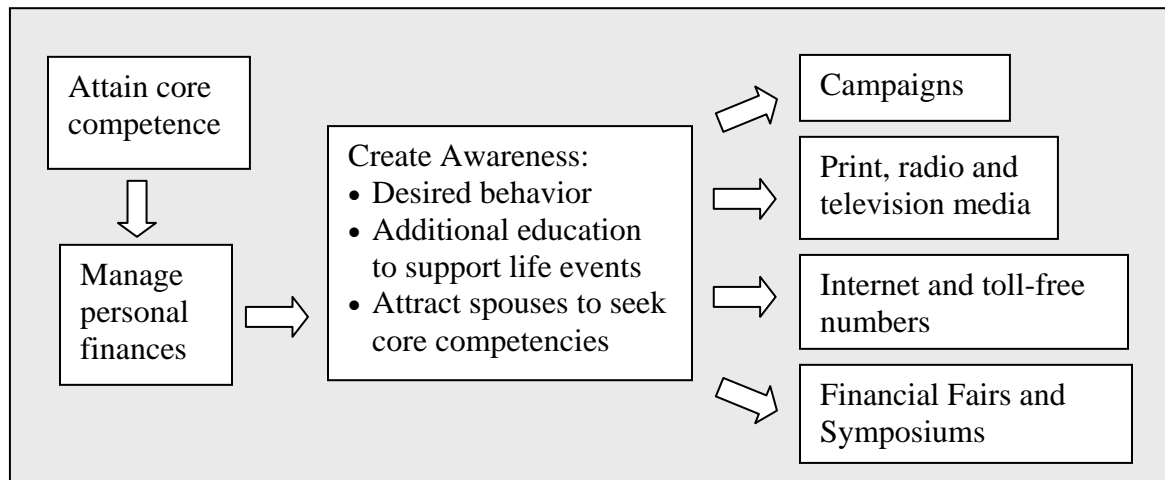 Attain core
competence
Manage
personal
finances
Create Awareness:
• Desired behavior
• Additional education
to support life events
• Attract spouses to seek
core competencies
Campaigns
Print, radio and
television media
Internet and toll-free
numbers
Financial Fairs and
Symposiums